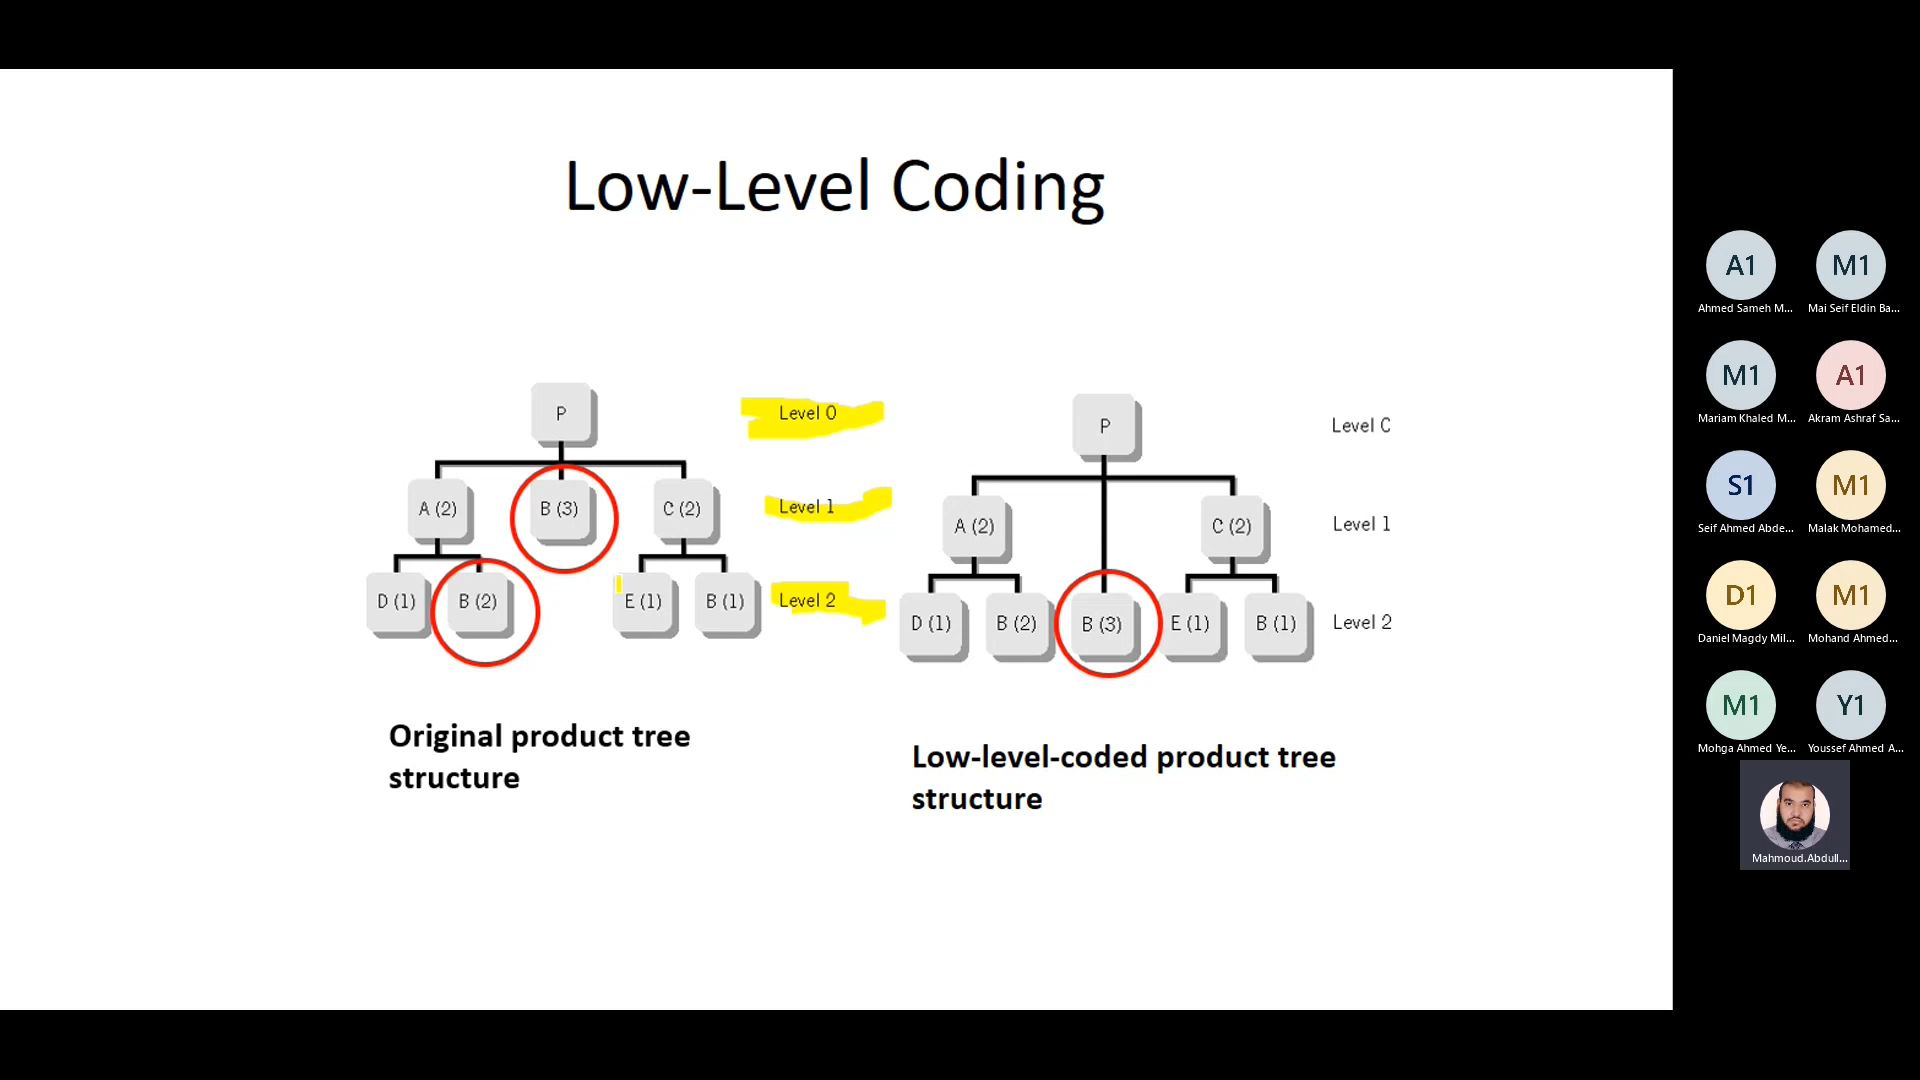 Low-Level Coding
P
Level 0
A (2)
B (3)
C (2)
Level 1
D (1)
B (2)
E (1)
B (1)
Level 2
Original product tree
structure
P
Level C
A (2)
C (2)
Level 1
D (1)
B (2)
B (3)
E (1)
B (1)
Level 2
Low-level-coded product tree
structure
A1
M1
Ahmed Sameh M...
Mai Seif Eldin Ba...
M1
A1
Mariam Khaled M...
Akram Ashraf Sa...
S1
M1
Seif Ahmed Abde...
Malak Mohamed...
D1
M1
Daniel Magdy Mil...
Mohand Ahmed...
M1
Y1
Mohga Ahmed Ye...
Youssef Ahmed A...
Mahmoud.Abdull...